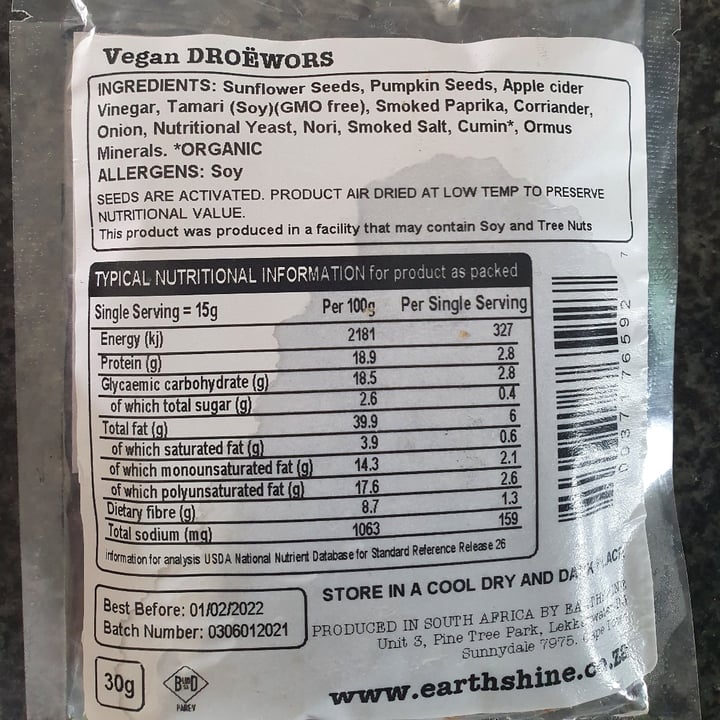 Vegan DROËWORS
INGREDIENTS: Sunflower Seeds, Pumpkin Seeds, Apple cider
Vinegar, Tamari (Soy)(GMO free), Smoked Paprika, Corriander,
Onion, Nutritional Yeast, Nori, Smoked Salt, Cumin*, Ormus
Minerals. *ORGANIC
ALLERGENS: Soy
SEEDS ARE ACTIVATED. PRODUCT AIR DRIED AT LOW TEMP TO PRESERVE
NUTRITIONAL VALUE.
This product was produced in a facility that may contain Soy and Tree Nuts
TYPICAL NUTRITIONAL INFORMATION for product as packed
Single Serving = 15g Per 100g Per Single Serving
Energy (kj) 2181 327
Protein (g) 18.9 2.8
Glycaemic carbohydrate (g) 18.5 2.8
of which total sugar (g) 2.6 0.4
Total fat (g) 39.9 6
of which saturated fat (g) 3.9 0.6
of which monounsaturated fat (g) 14.3 2.1
of which polyunsaturated fat (g) 17.6 2.6
Dietary fibre (g) 8.7 1.3
Total sodium (mg) 1063 159
Information for analysis USDA National Nutrient Database for Standard Reference Release 26
7
00371 76592
STORE IN A COOL DRY AND DARK PLACE
Best Before: 01/02/2022
Batch Number: 0306012021
PRODUCED IN SOUTH AFRICA BY EARTHSHINE
Unit 3, Pine Tree Park,
Sunnydale 7975.
30g
PAREV
www.earthshine.co.za